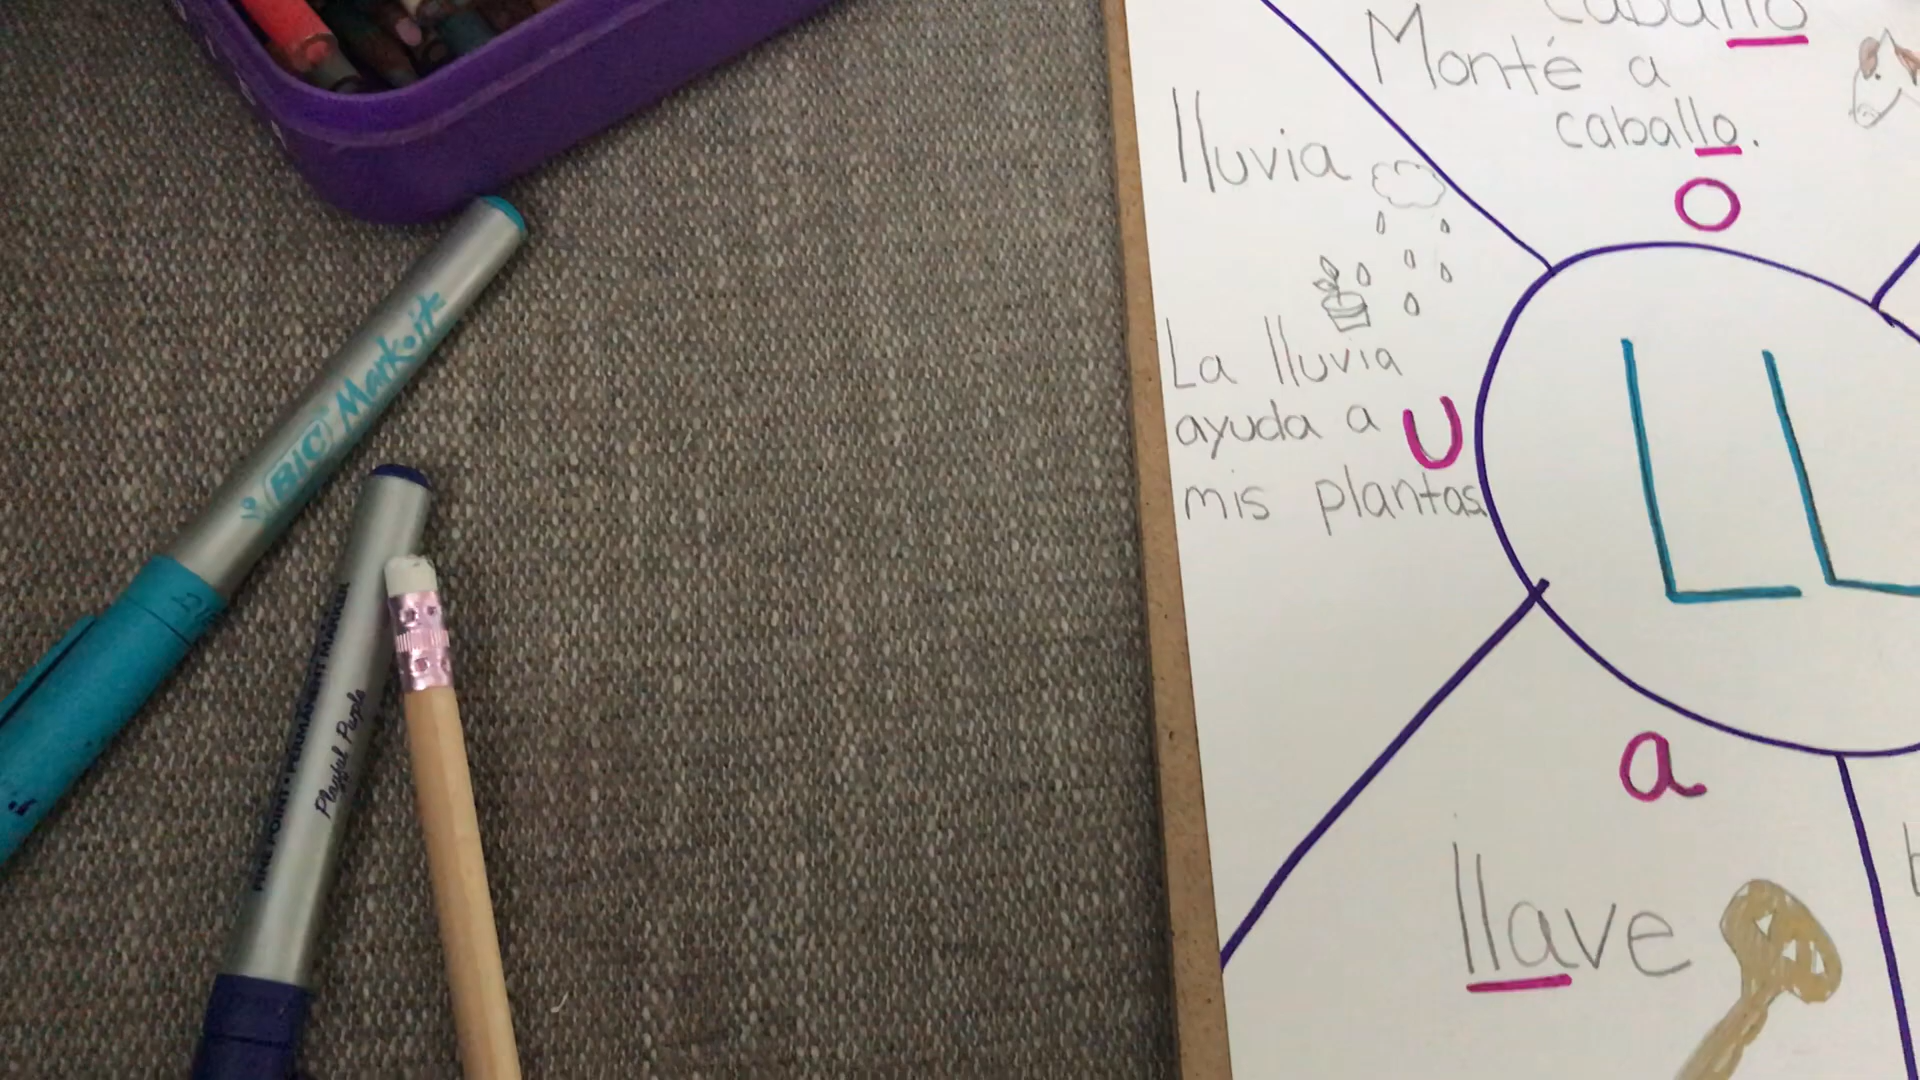 caballo
Monté a
caballo.
o
lluvia
La lluvia
ayuda a
mis plantas
u
LL
a
llave
BIC Mark-it
FINE POINT • PERMANENT MARKER
Playful Purple